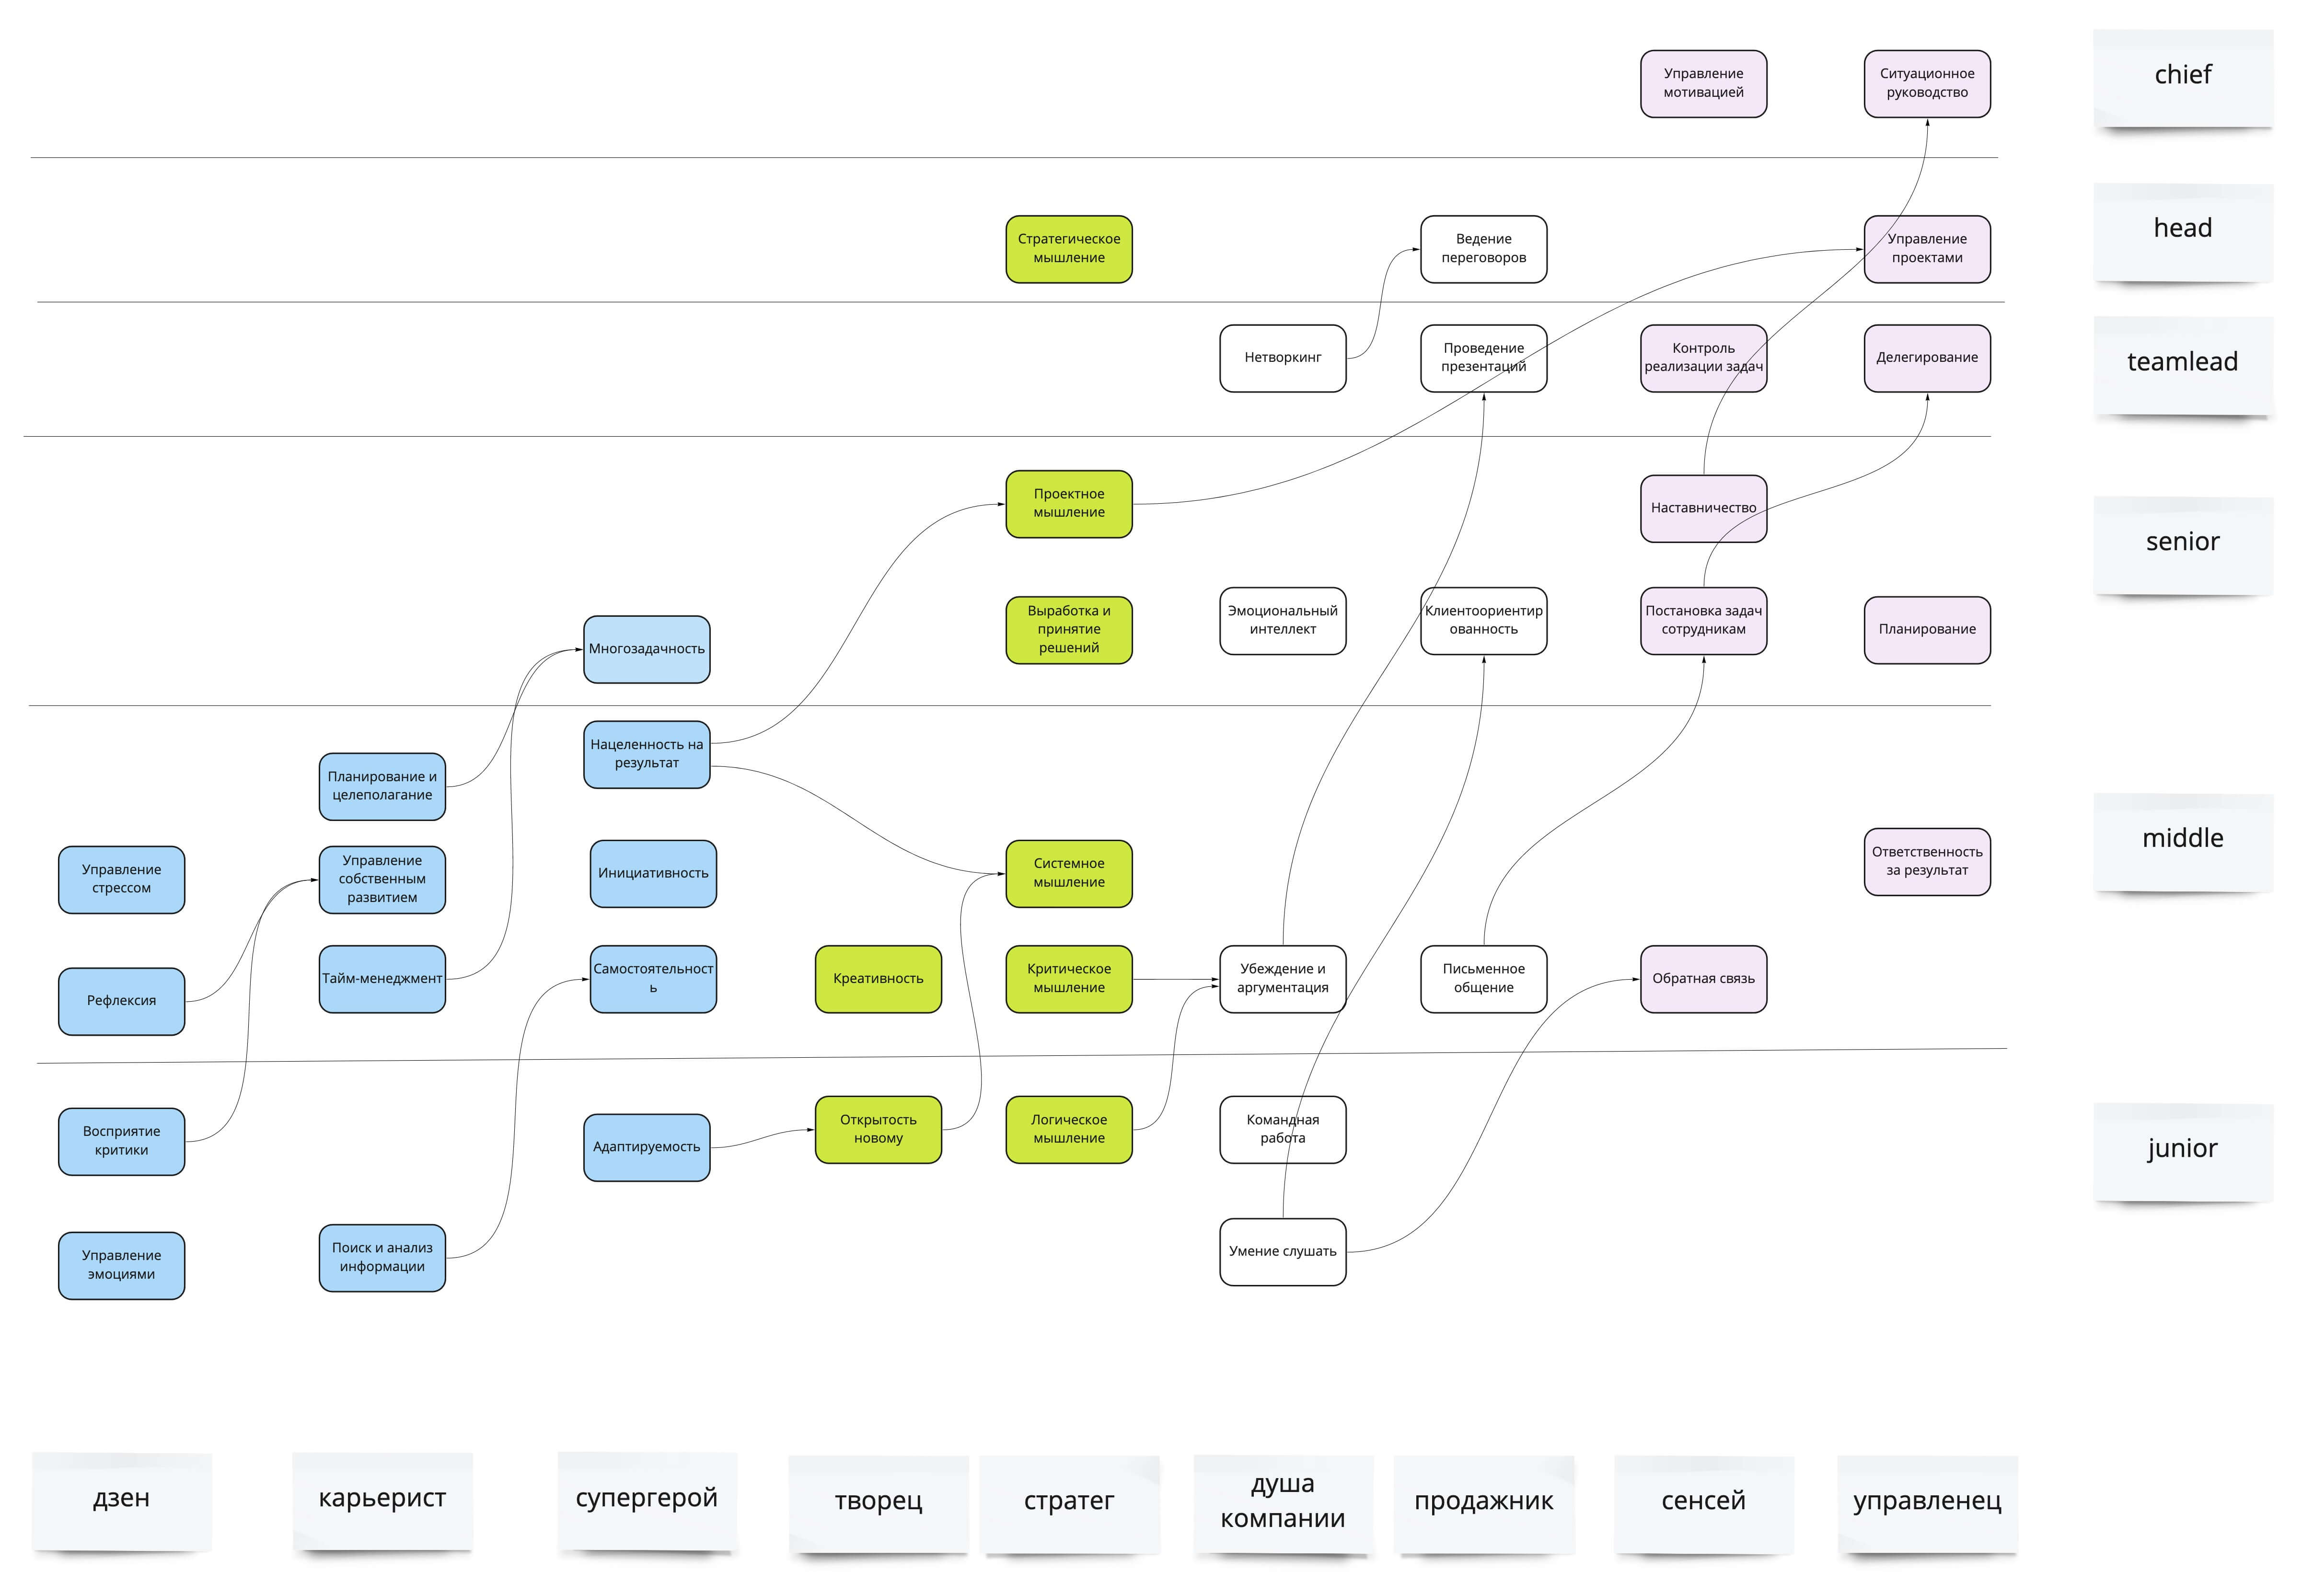 Управление
мотивацией
Ситуационное
руководство
chief
Стратегическое
мышление
Ведение
переговоров
Управление
проектами
head
Нетворкинг
Проведение
презентаций
Контроль
реализации задач
Делегирование
teamlead
Проектное
мышление
Наставничество
senior
Многозадачность
Выработка и
принятие
решений
Эмоциональный
интеллект
Клиентоориентир
ованность
Постановка задач
сотрудникам
Планирование
Нацеленность на
результат
Планирование и
целеполагание
Управление
стрессом
Управление
собственным
развитием
Инициативность
Системное
мышление
Ответственность
за результат
middle
Рефлексия
Тайм-менеджмент
Самостоятельност
ь
Креативность
Критическое
мышление
Убеждение и
аргументация
Письменное
общение
Обратная связь
Восприятие
критики
Адаптируемость
Открытость
новому
Логическое
мышление
Командная
работа
junior
Управление
эмоциями
Поиск и анализ
информации
Умение слушать
дзен
карьерист
супергерой
творец
стратег
душа
компании
продажник
сенсей
управленец